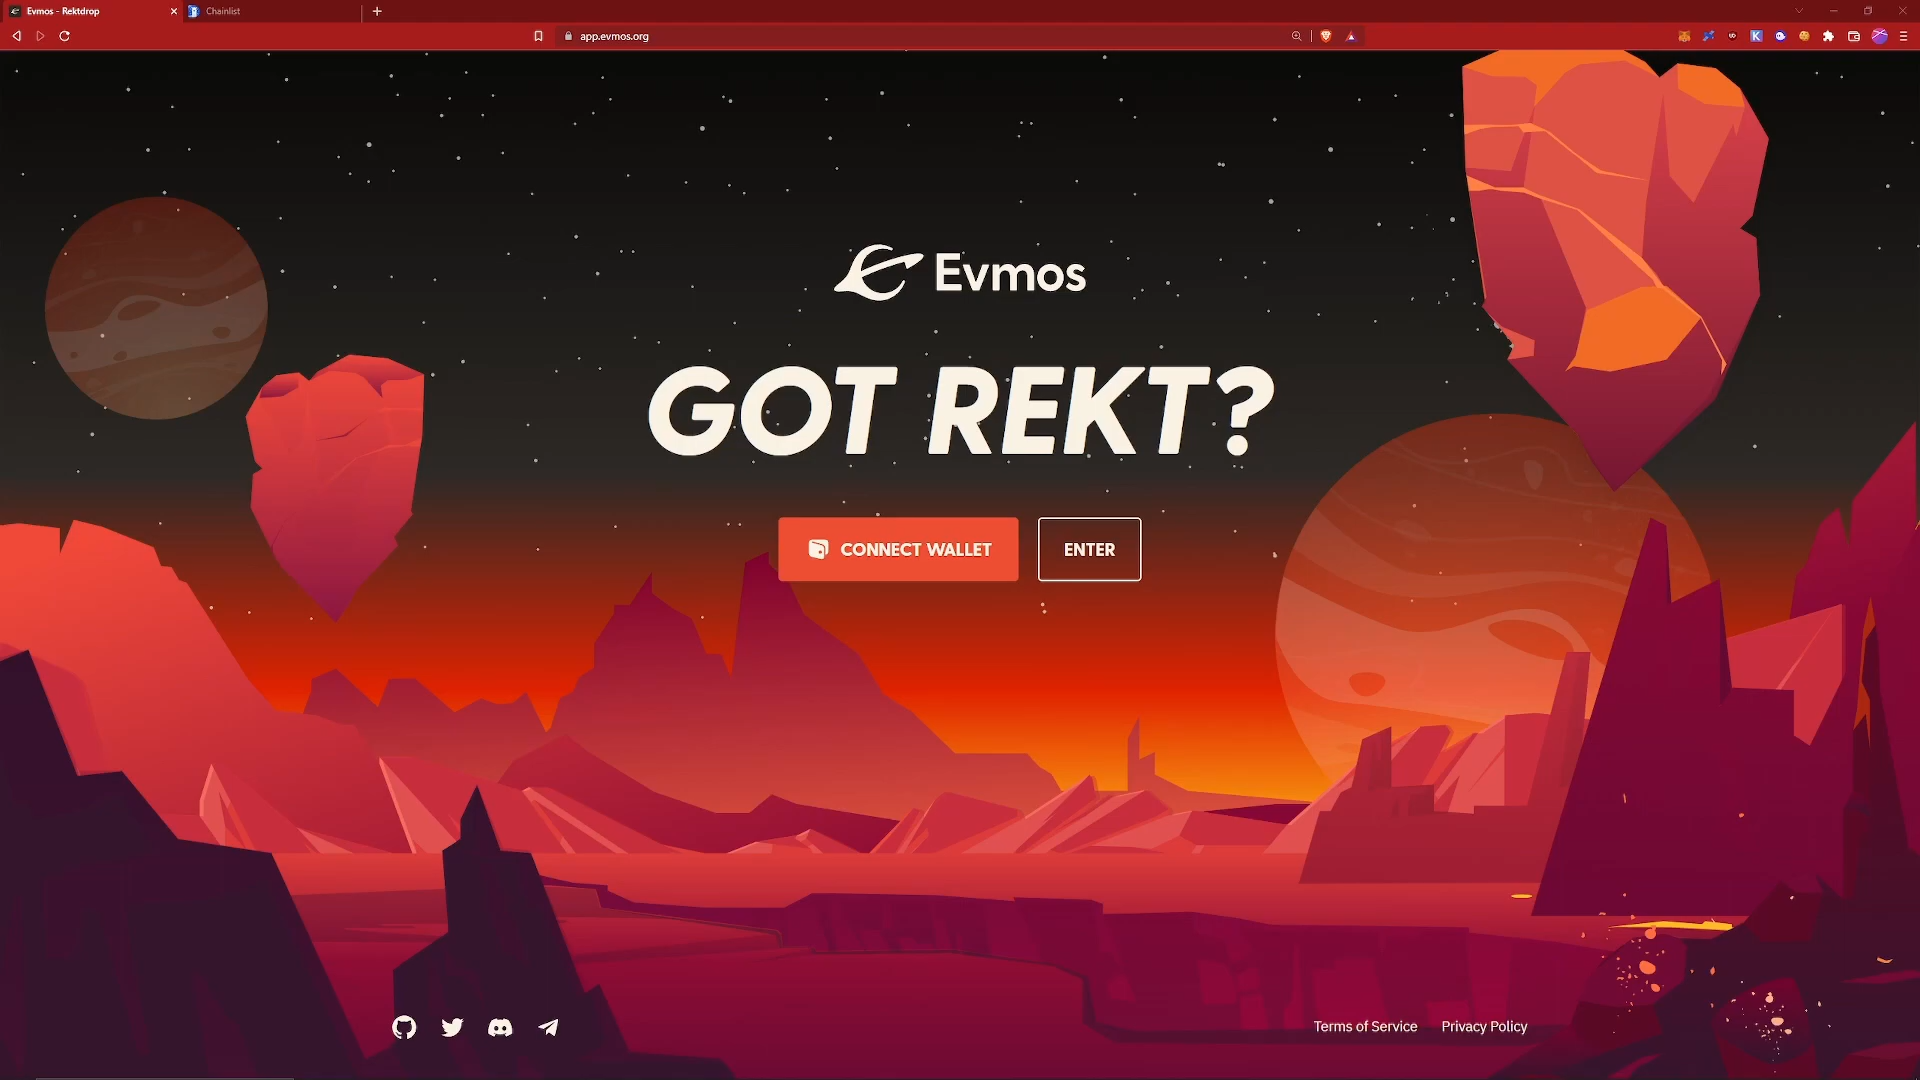 Evmos - Rektdrop
Chainlist
app.evmos.org
Evmos
GOT REKT?
CONNECT WALLET
ENTER
Terms of Service
Privacy Policy